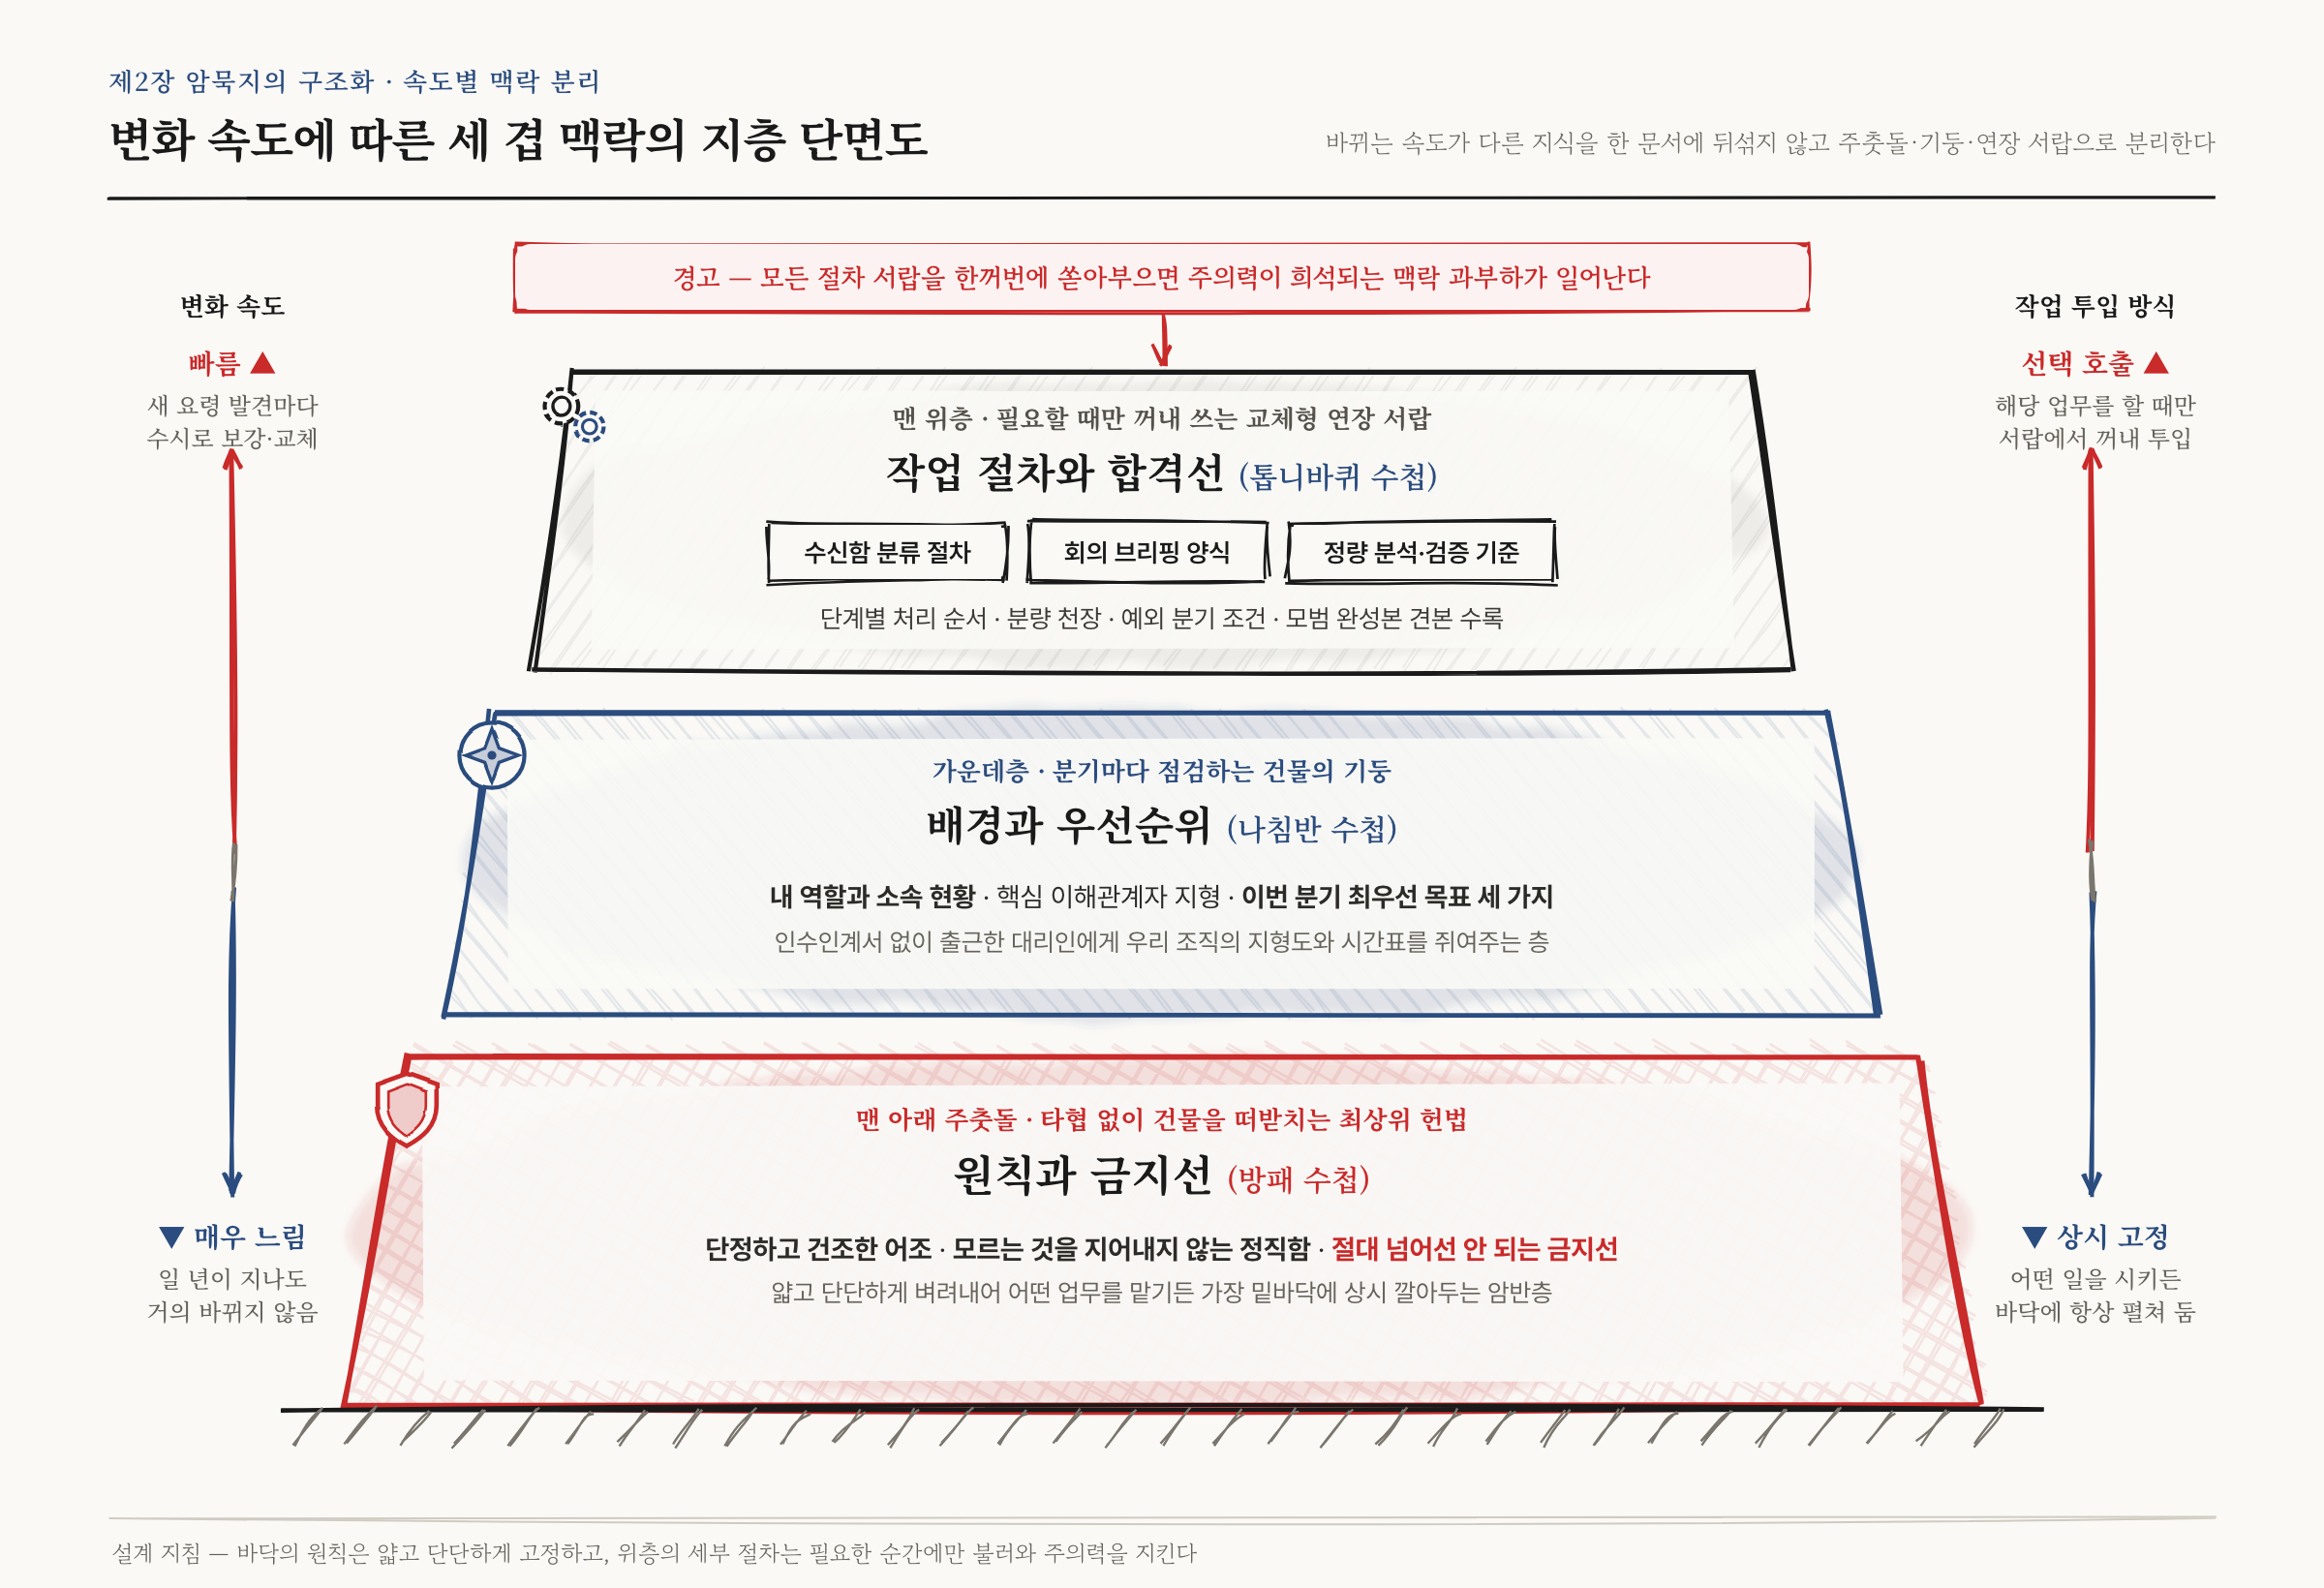 제2장 암묵지의 구조화 · 속도별 맥락 분리
변화 속도에 따른 세 겹 맥락의 지층 단면도
바뀌는 속도가 다른 지식을 한 문서에 뒤섞지 않고 주춧돌·기둥·연장 서랍으로 분리한다
경고 — 모든 절차 서랍을 한꺼번에 쏟아부으면 주의력이 희석되는 맥락 과부하가 일어난다
변화 속도
빠름 ▲
새 요령 발견마다
수시로 보강·교체
▼ 매우 느림
일 년이 지나도
거의 바뀌지 않음
맨 위층 · 필요할 때만 꺼내 쓰는 교체형 연장 서랍
작업 절차와 합격선 (톱니바퀴 수첩)
수신함 분류 절차
회의 브리핑 양식
정량 분석·검증 기준
단계별 처리 순서 · 분량 천장 · 예외 분기 조건 · 모범 완성본 견본 수록
가운데층 · 분기마다 점검하는 건물의 기둥
배경과 우선순위 (나침반 수첩)
내 역할과 소속 현황 · 핵심 이해관계자 지형 · 이번 분기 최우선 목표 세 가지
인수인계서 없이 출근한 대리인에게 우리 조직의 지형도와 시간표를 쥐여주는 층
맨 아래 주춧돌 · 타협 없이 건물을 떠받치는 최상위 헌법
원칙과 금지선 (방패 수첩)
단정하고 건조한 어조 · 모르는 것을 지어내지 않는 정직함 · 절대 넘어선 안 되는 금지선
얇고 단단하게 벼려내어 어떤 업무를 맡기든 가장 밑바닥에 상시 깔아두는 암반층
작업 투입 방식
선택 호출 ▲
해당 업무를 할 때만
서랍에서 꺼내 투입
▼ 상시 고정
어떤 일을 시키든
바닥에 항상 펼쳐 둠
설계 지침 — 바닥의 원칙은 얇고 단단하게 고정하고, 위층의 세부 절차는 필요한 순간에만 불러와 주의력을 지킨다